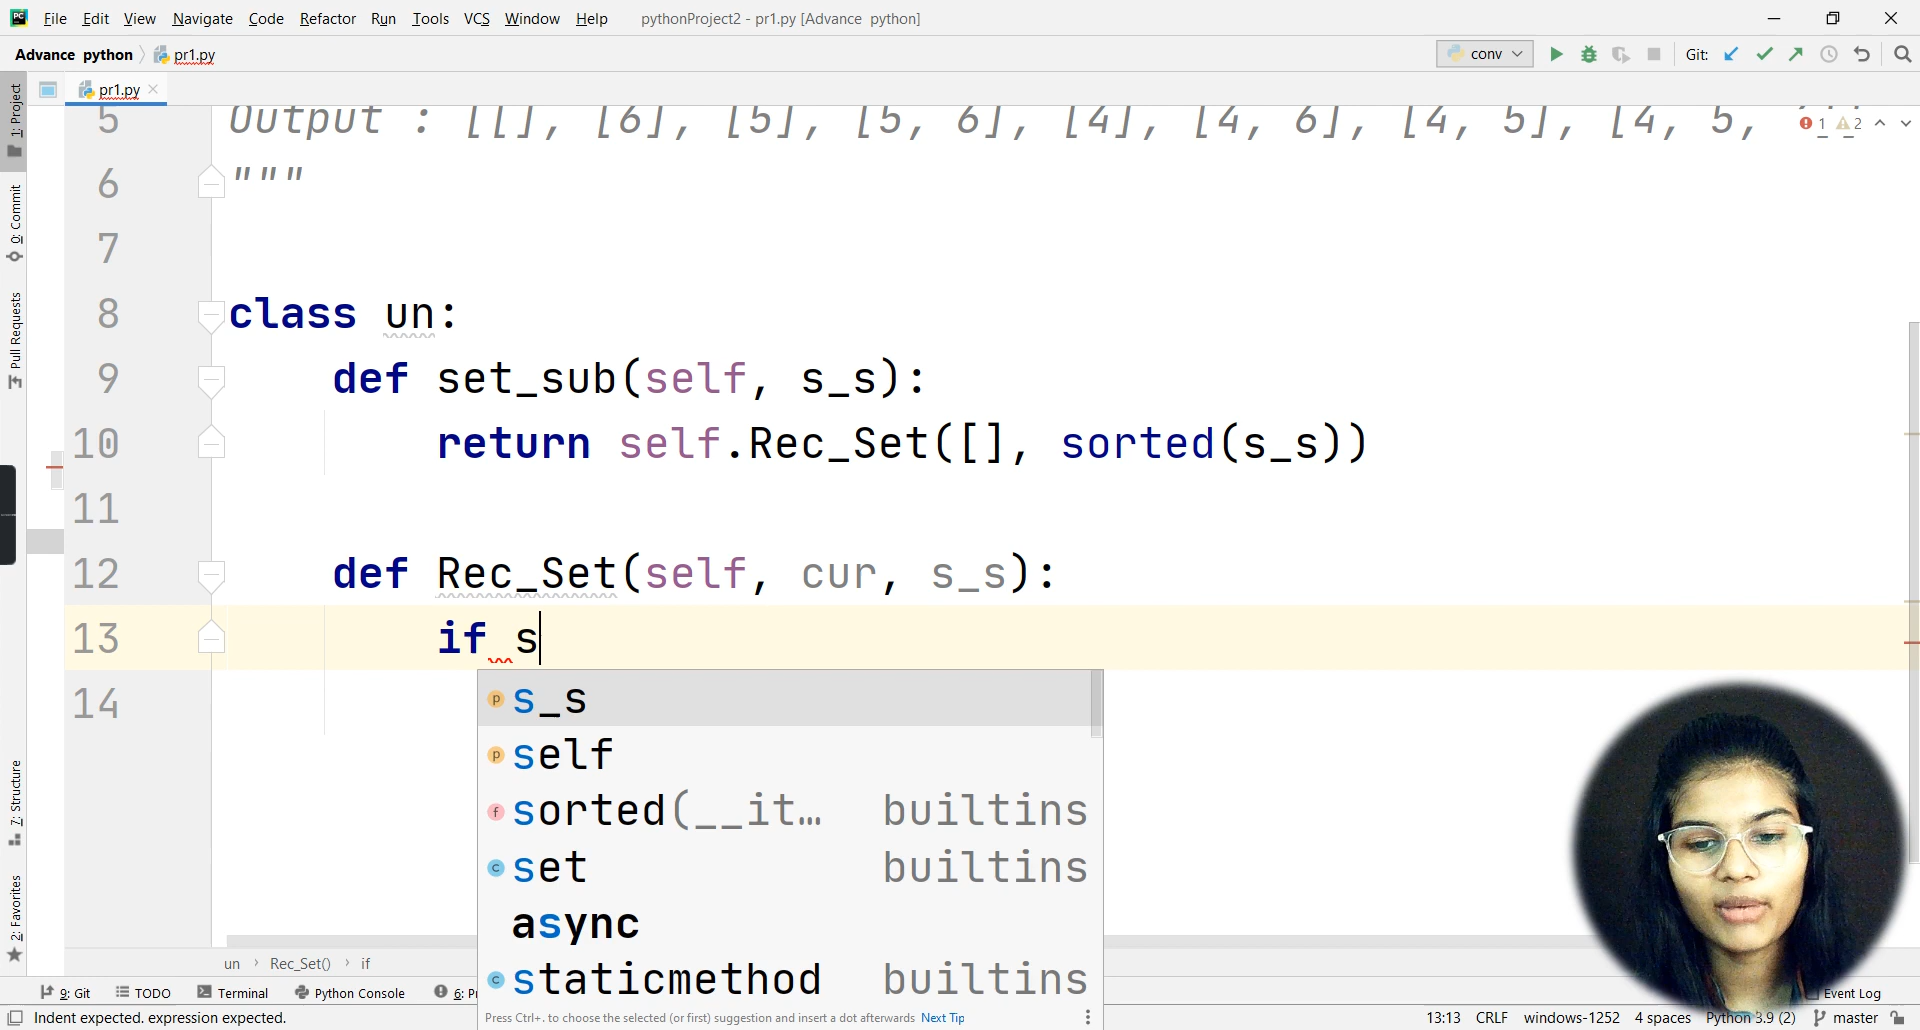 PC File Edit View Navigate Code Refactor Run Tools VCS Window Help pythonProject2 - pr1.py [Advance python]
Advance python pr1.py conv Git:
1: Project pr1.py
5 Output : [[], [6], [5], [5, 6], [4], [4, 6], [4, 5], [4, 5, 1 2
6 """
0: Commit
7
Pull Requests
8 class un:
9 def set_sub(self, s_s):
10 return self.Rec_Set([], sorted(s_s))
11
12 def Rec_Set(self, cur, s_s):
13 if s
14
p s_s
p self
f sorted(__it… builtins
c set builtins
async
c staticmethod builtins
Press Ctrl+. to choose the selected (or first) suggestion and insert a dot afterwards Next Tip
7: Structure
2: Favorites
un Rec_Set() if
9: Git TODO Terminal Python Console 6: P Event Log
Indent expected. expression expected. 13:13 CRLF windows-1252 4 spaces Python 3.9 (2) master